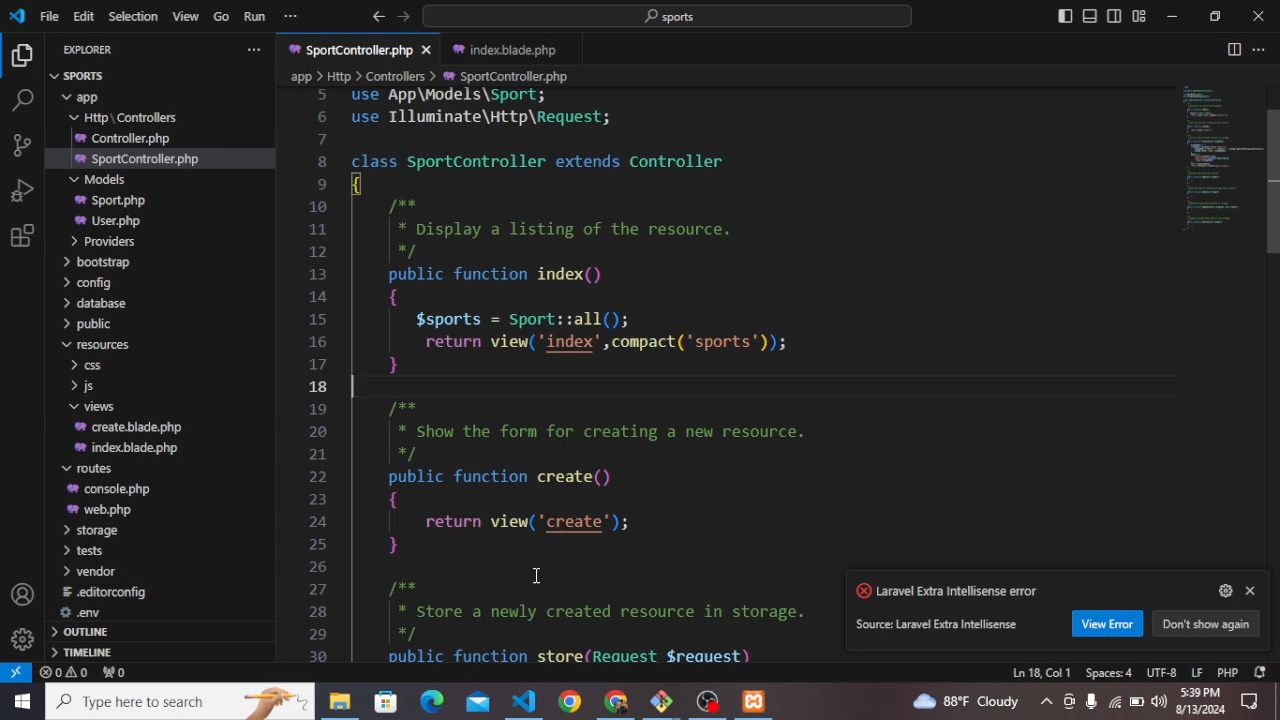 File Edit Selection View Go Run ··· sports
EXPLORER ···
SPORTS
app
Http \ Controllers
Controller.php
SportController.php
Models
Sport.php
User.php
Providers
bootstrap
config
database
public
resources
css
js
views
create.blade.php
index.blade.php
routes
console.php
web.php
storage
tests
vendor
.editorconfig
.env
OUTLINE
TIMELINE
SportController.php index.blade.php
app > Http > Controllers > SportController.php
5 use App\Models\Sport;
6 use Illuminate\Http\Request;
7
8 class SportController extends Controller
9 {
10 /**
11 * Display a listing of the resource.
12 */
13 public function index()
14 {
15 $sports = Sport::all();
16 return view('index',compact('sports'));
17 }
18
19 /**
20 * Show the form for creating a new resource.
21 */
22 public function create()
23 {
24 return view('create');
25 }
26
27 /**
28 * Store a newly created resource in storage.
29 */
30 public function store(Request $request)
Laravel Extra Intellisense error
Source: Laravel Extra Intellisense View Error Don't show again
0 0 0 Ln 18, Col 1 Spaces: 4 UTF-8 LF PHP
Type here to search 88°F Cloudy 5:39 PM
8/13/2024